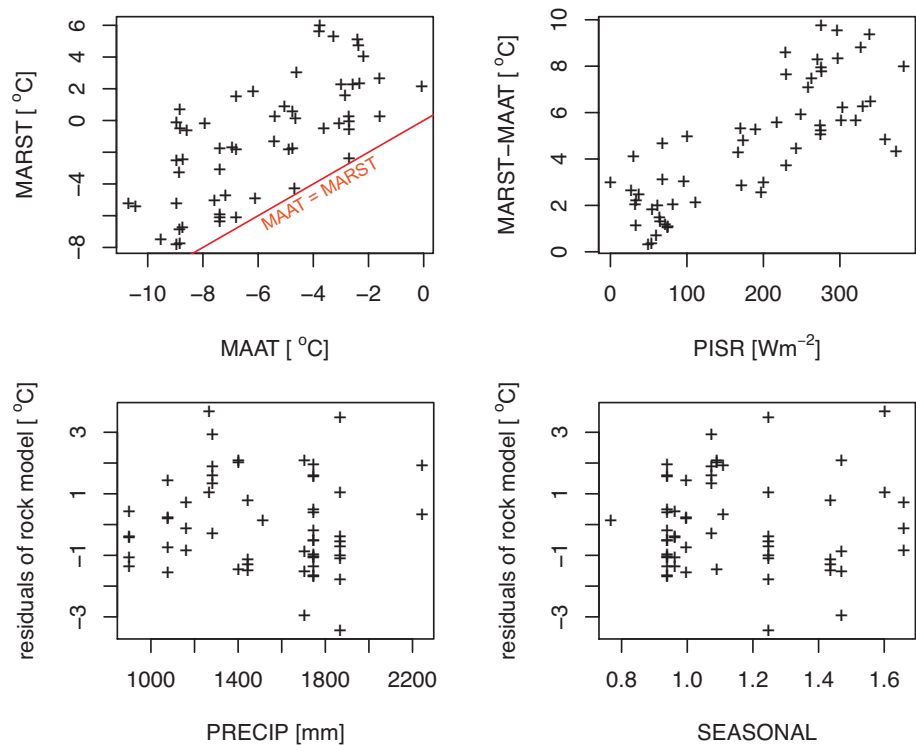 MARST [ °C]
6
2
−4
−8
−10 −8 −6 −4 −2 0
MAAT [ °C]
MAAT = MARST
MARST−MAAT [ °C]
10
8
6
4
2
0
0 100 200 300
PISR [Wm⁻²]
residuals of rock model [ °C]
3
1
−1
−3
1000 1400 1800 2200
PRECIP [mm]
residuals of rock model [ °C]
3
1
−1
−3
0.8 1.0 1.2 1.4 1.6
SEASONAL